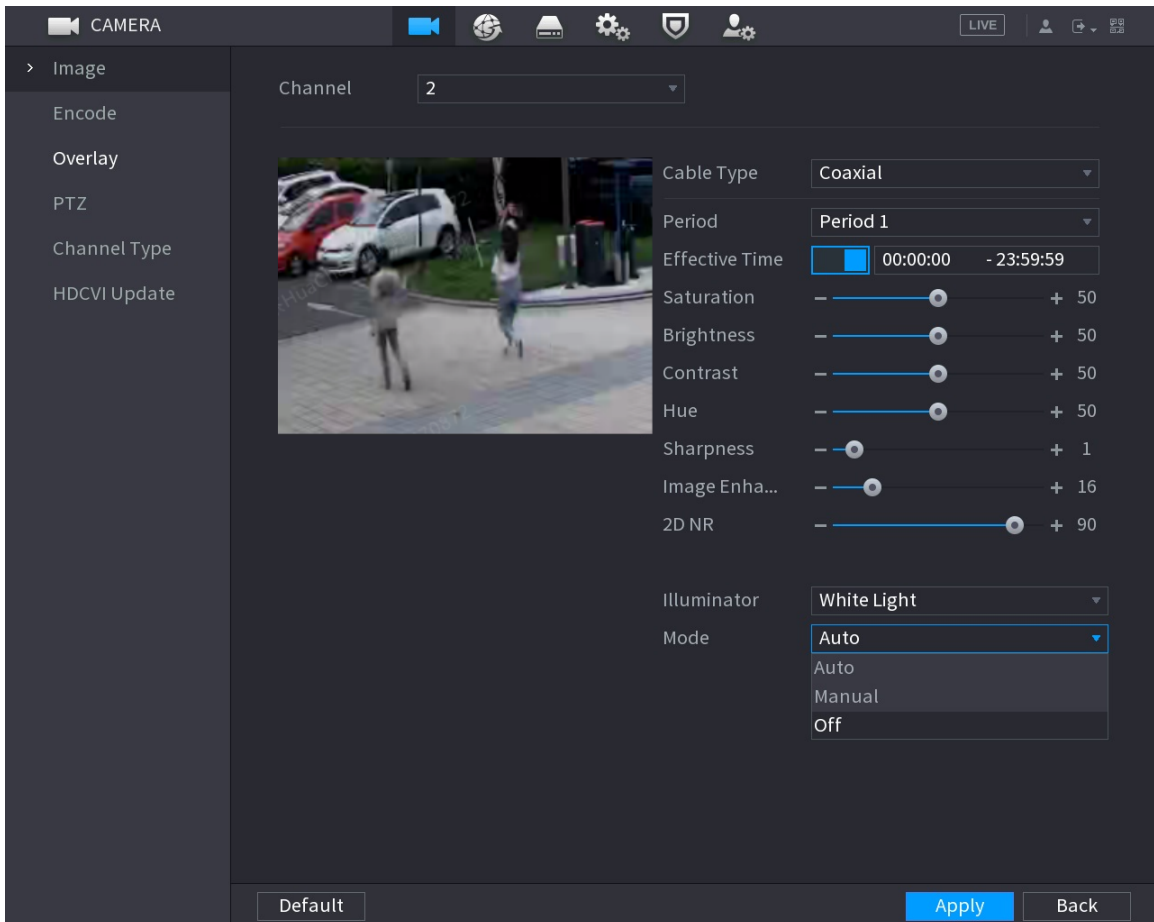 CAMERA
LIVE
Image
Encode
Overlay
PTZ
Channel Type
HDCVI Update
Channel 2
Cable Type Coaxial
Period Period 1
Effective Time 00:00:00 - 23:59:59
Saturation 50
Brightness 50
Contrast 50
Hue 50
Sharpness 1
Image Enha... 16
2D NR 90
Illuminator White Light
Mode Auto
Auto
Manual
Off
Default Apply Back